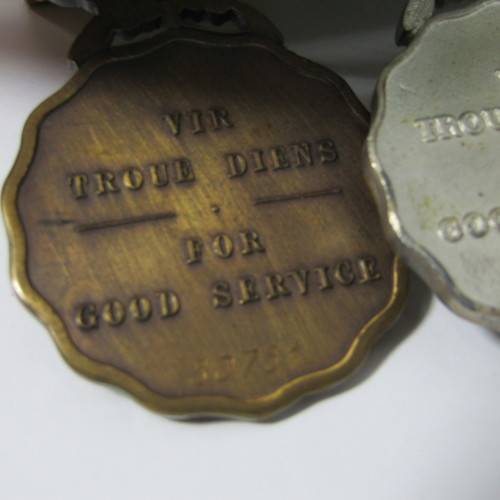 VIR
TROUE DIENS
FOR
GOOD SERVICE